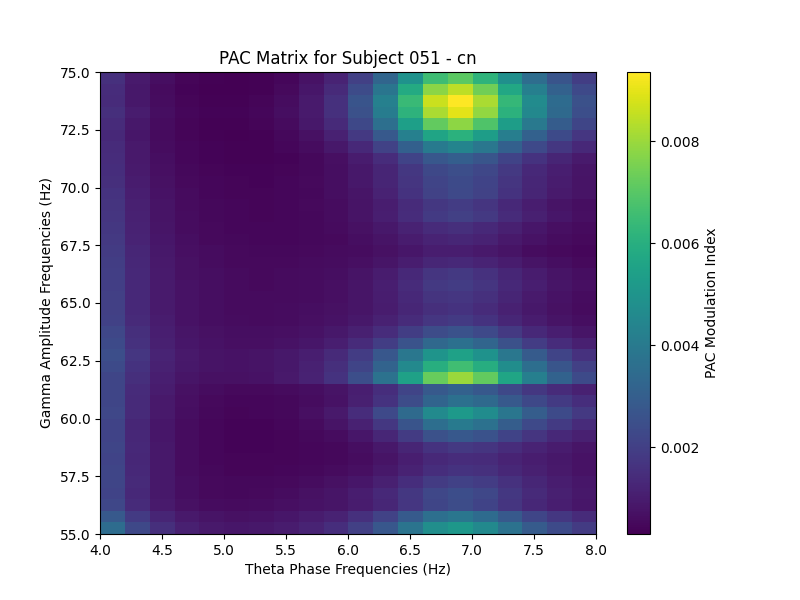 PAC Matrix for Subject 051 - cn
75.0
72.5
70.0
67.5
65.0
62.5
60.0
57.5
55.0
Gamma Amplitude Frequencies (Hz)
4.0 4.5 5.0 5.5 6.0 6.5 7.0 7.5 8.0
Theta Phase Frequencies (Hz)
0.008
0.006
0.004
0.002
PAC Modulation Index